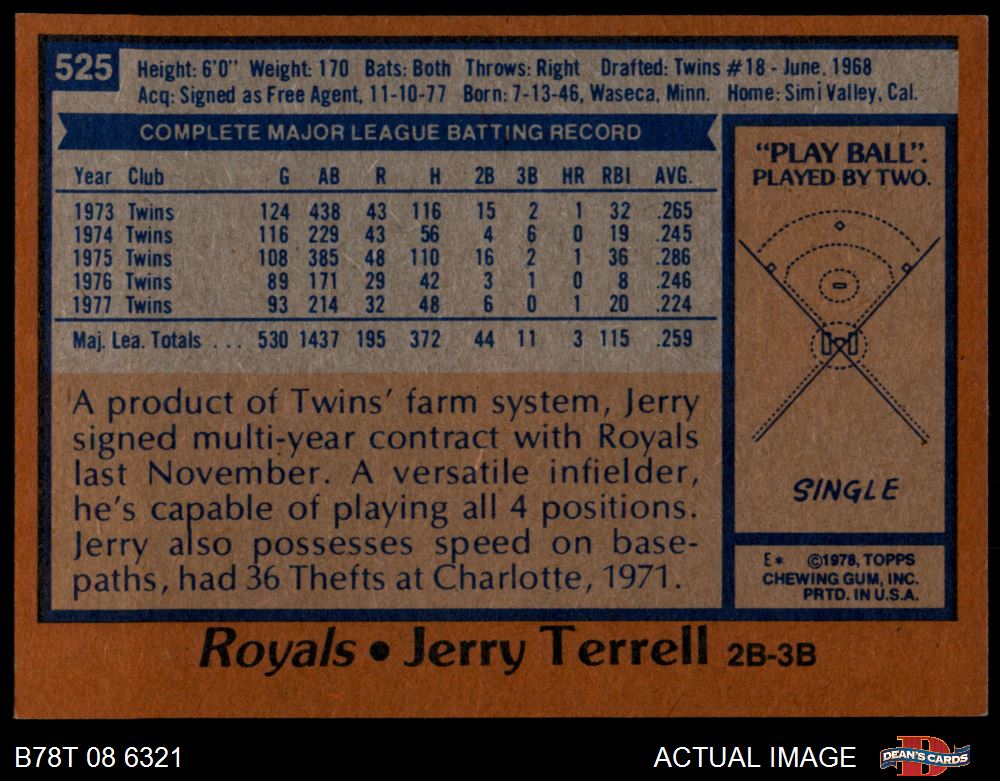 525
Height: 6'0" Weight: 170 Bats: Both Throws: Right Drafted: Twins #18 - June, 1968
Acq: Signed as Free Agent, 11-10-77 Born: 7-13-46, Waseca, Minn. Home: Simi Valley, Cal.
COMPLETE MAJOR LEAGUE BATTING RECORD
Year Club G AB R H 2B 3B HR RBI AVG.
1973 Twins 124 438 43 116 15 2 1 32 .265
1974 Twins 116 229 43 56 4 6 0 19 .245
1975 Twins 108 385 48 110 16 2 1 36 .286
1976 Twins 89 171 29 42 3 1 0 8 .246
1977 Twins 93 214 32 48 6 0 1 20 .224
Maj. Lea. Totals ... 530 1437 195 372 44 11 3 115 .259
A product of Twins' farm system, Jerry
signed multi-year contract with Royals
last November. A versatile infielder,
he's capable of playing all 4 positions.
Jerry also possesses speed on base-
paths, had 36 Thefts at Charlotte, 1971.
"PLAY BALL".
PLAYED BY TWO.
SINGLE
E* ©1978, TOPPS
CHEWING GUM, INC.
PRTD. IN U.S.A.
Royals • Jerry Terrell 2B-3B
B78T 08 6321
ACTUAL IMAGE
D
DEAN'S CARDS